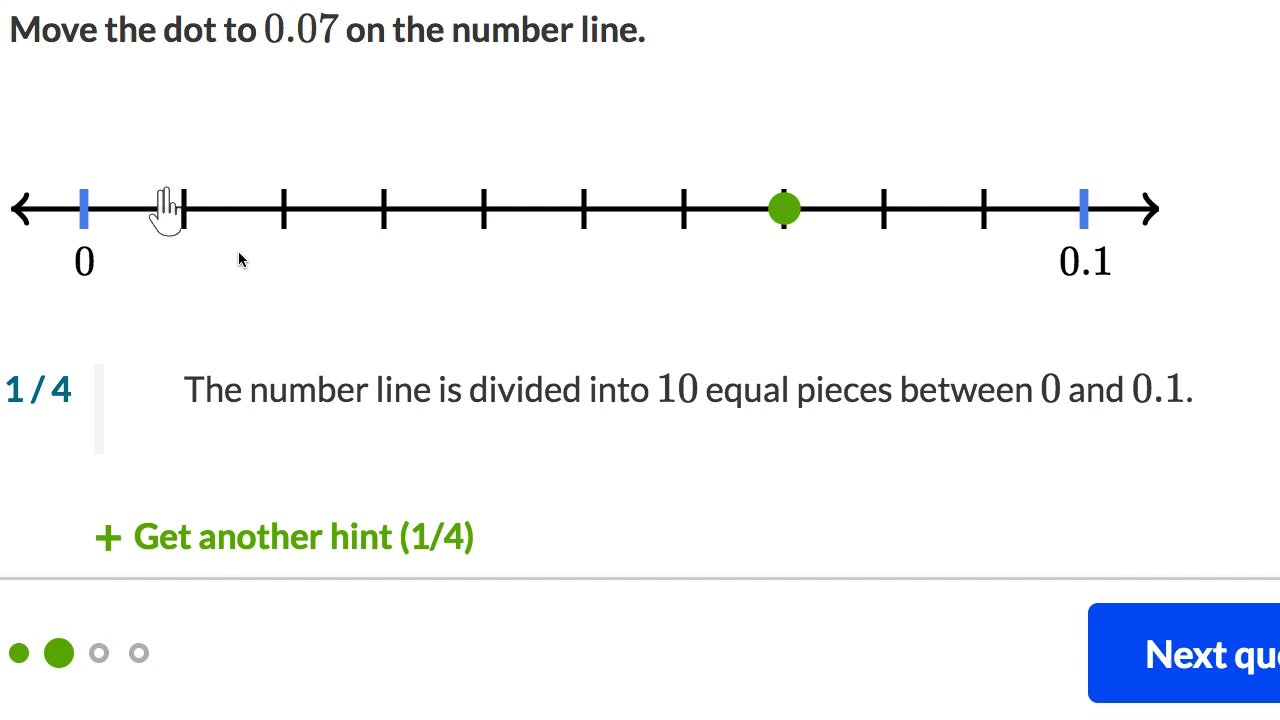 Move the dot to 0.07 on the number line.
0 0.1
1 / 4 The number line is divided into 10 equal pieces between 0 and 0.1.
+ Get another hint (1/4)
Next